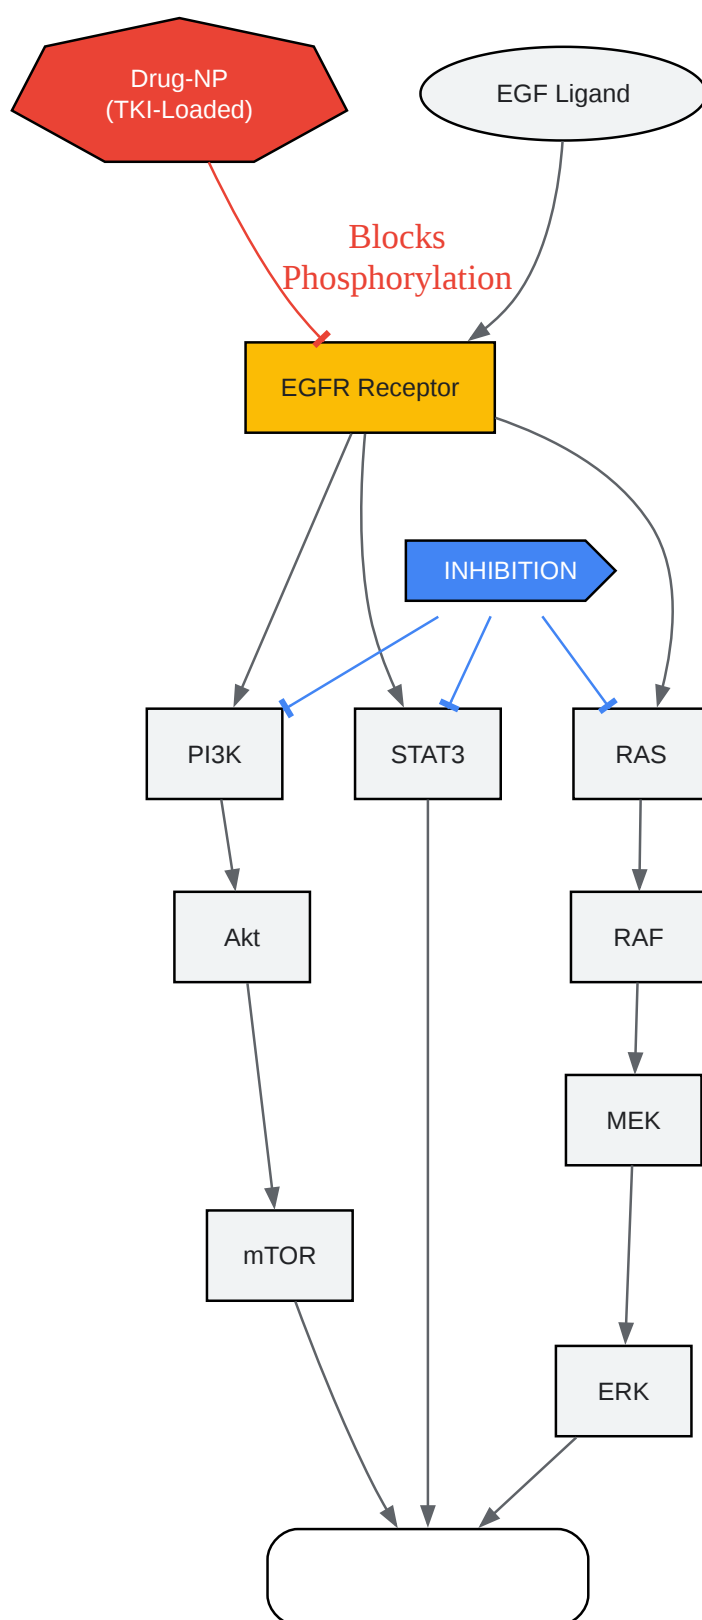 Drug-NP
(TKI-Loaded)
EGF Ligand
Blocks
Phosphorylation
EGFR Receptor
INHIBITION
PI3K
STAT3
RAS
Akt
RAF
MEK
mTOR
ERK